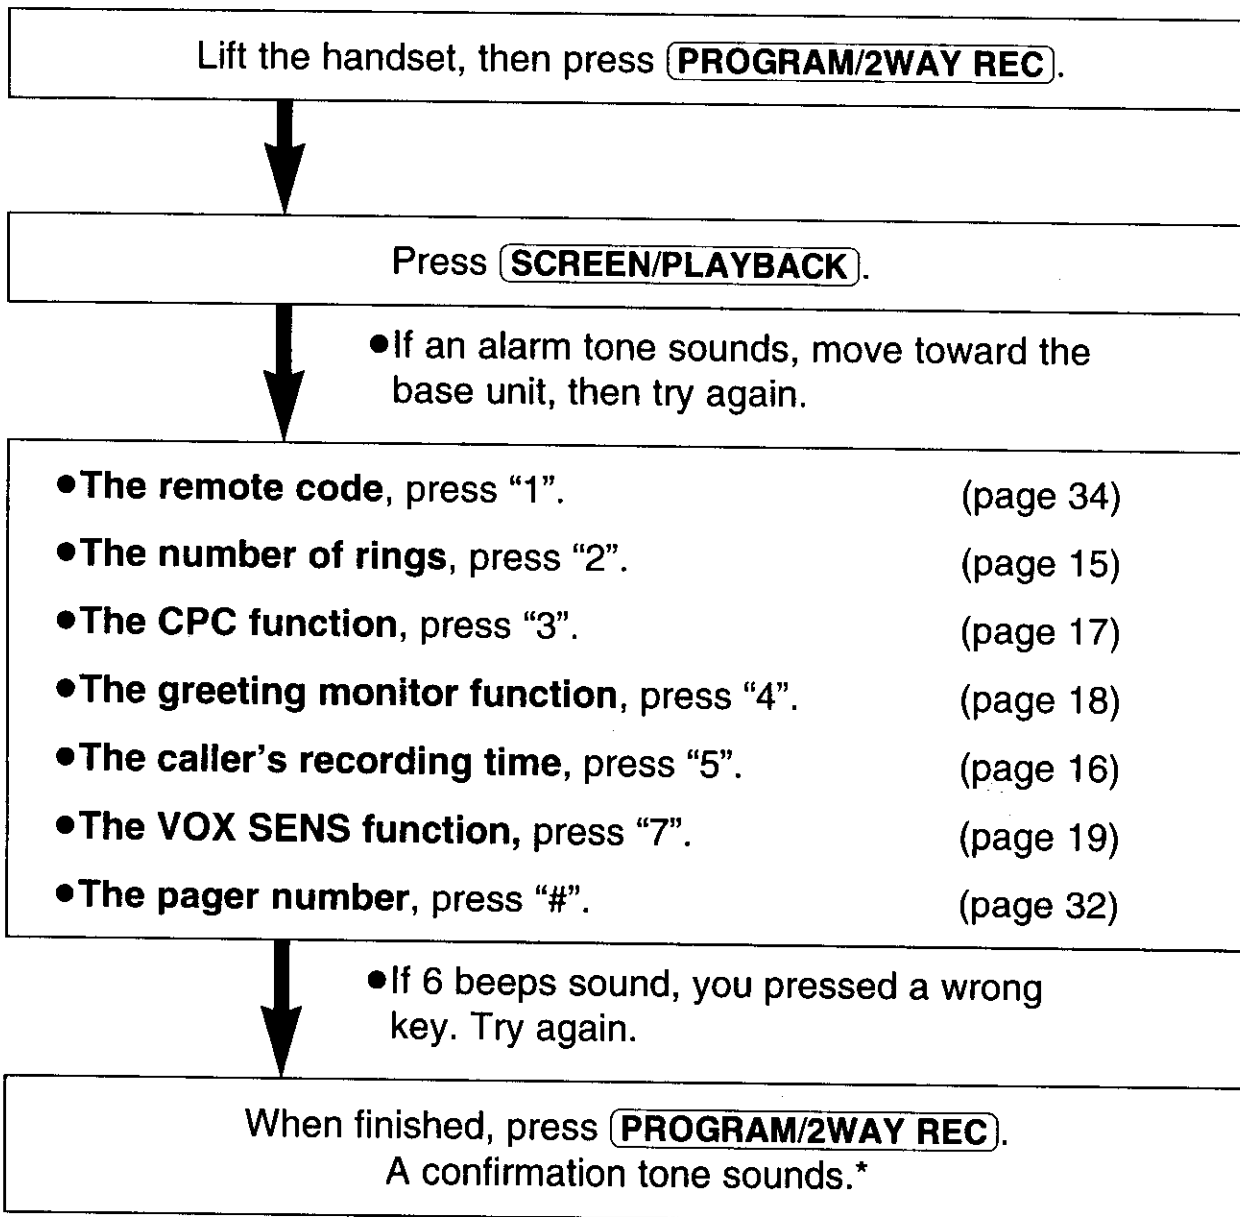 Lift the handset, then press PROGRAM/2WAY REC.
Press SCREEN/PLAYBACK.
●If an alarm tone sounds, move toward the
base unit, then try again.
●The remote code, press “1”. (page 34)
●The number of rings, press “2”. (page 15)
●The CPC function, press “3”. (page 17)
●The greeting monitor function, press “4”. (page 18)
●The caller's recording time, press “5”. (page 16)
●The VOX SENS function, press “7”. (page 19)
●The pager number, press “#”. (page 32)
●If 6 beeps sound, you pressed a wrong
key. Try again.
When finished, press PROGRAM/2WAY REC.
A confirmation tone sounds.*